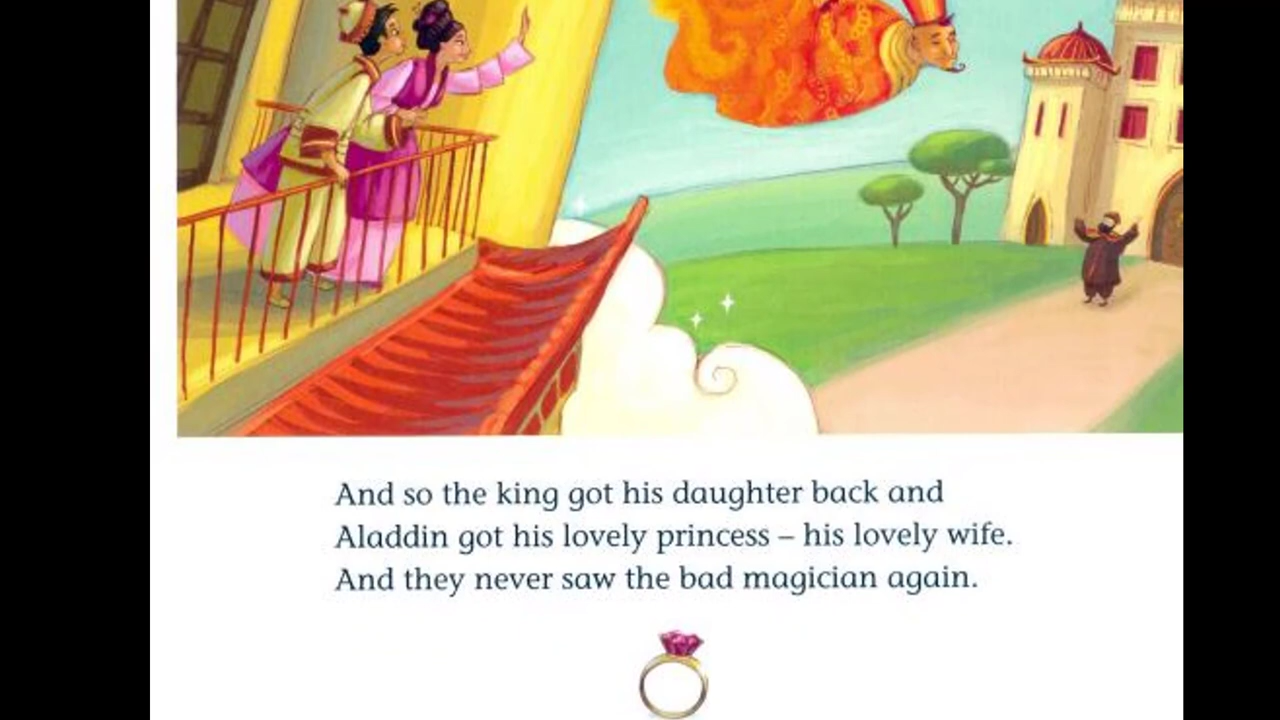 And so the king got his daughter back and
Aladdin got his lovely princess – his lovely wife.
And they never saw the bad magician again.